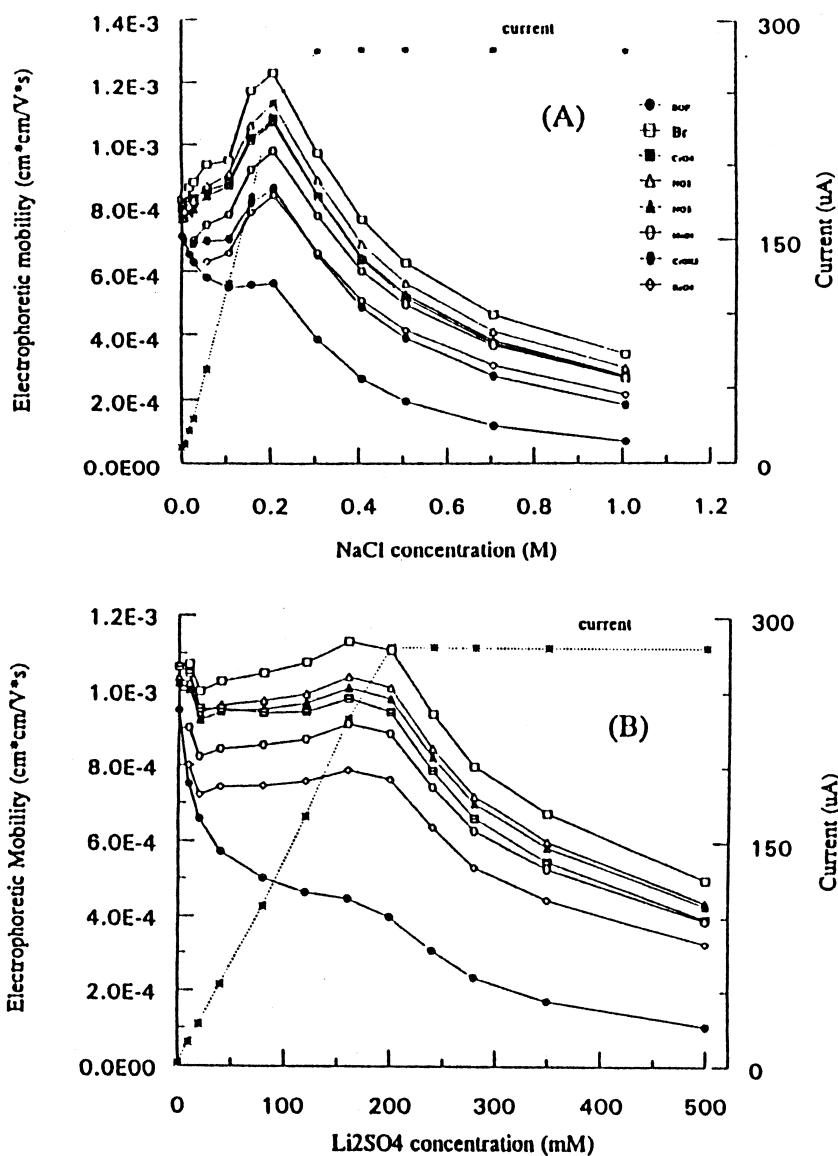 1.4E-3
300
current
Electrophoretic mobility (cm*cm/V*s)
1.2E-3
(A)
EOF
Br
1.0E-3
NO2
8.0E-4
NO3
Current (uA)
150
MoO4
6.0E-4
4.0E-4
2.0E-4
0.0E00
0
0.0 0.2 0.4 0.6 0.8 1.0 1.2
NaCl concentration (M)
1.2E-3
300
current
Electrophoretic Mobility (cm*cm/V*s)
1.0E-3
(B)
8.0E-4
Current (uA)
6.0E-4
150
4.0E-4
2.0E-4
0.0E00
0
0 100 200 300 400 500
Li2SO4 concentration (mM)